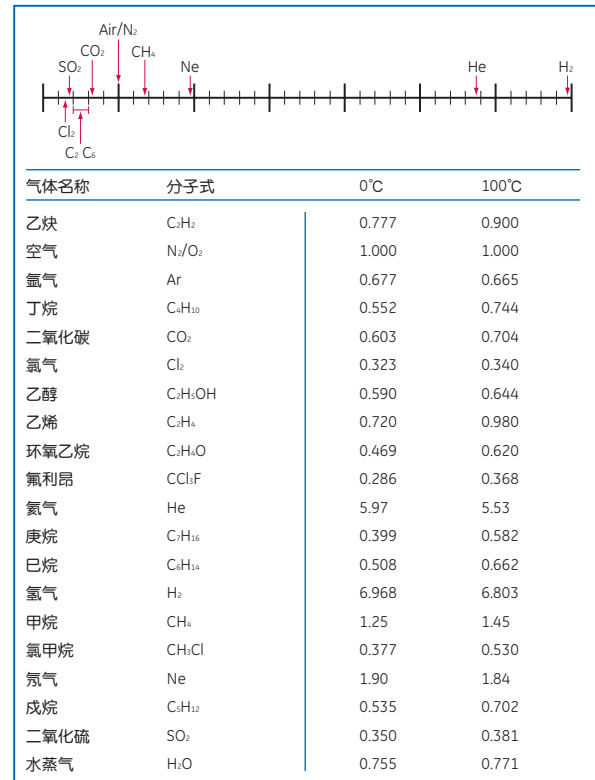 Air/N₂
CO₂ CH₄
SO₂ Ne He H₂
Cl₂
C₂ C₆
气体名称 分子式 0℃ 100℃
乙炔 C₂H₂ 0.777 0.900
空气 N₂/O₂ 1.000 1.000
氩气 Ar 0.677 0.665
丁烷 C₄H₁₀ 0.552 0.744
二氧化碳 CO₂ 0.603 0.704
氯气 Cl₂ 0.323 0.340
乙醇 C₂H₅OH 0.590 0.644
乙烯 C₂H₄ 0.720 0.980
环氧乙烷 C₂H₄O 0.469 0.620
氟利昂 CCl₃F 0.286 0.368
氦气 He 5.97 5.53
庚烷 C₇H₁₆ 0.399 0.582
巳烷 C₆H₁₄ 0.508 0.662
氢气 H₂ 6.968 6.803
甲烷 CH₄ 1.25 1.45
氯甲烷 CH₃Cl 0.377 0.530
氖气 Ne 1.90 1.84
戍烷 C₅H₁₂ 0.535 0.702
二氧化硫 SO₂ 0.350 0.381
水蒸气 H₂O 0.755 0.771